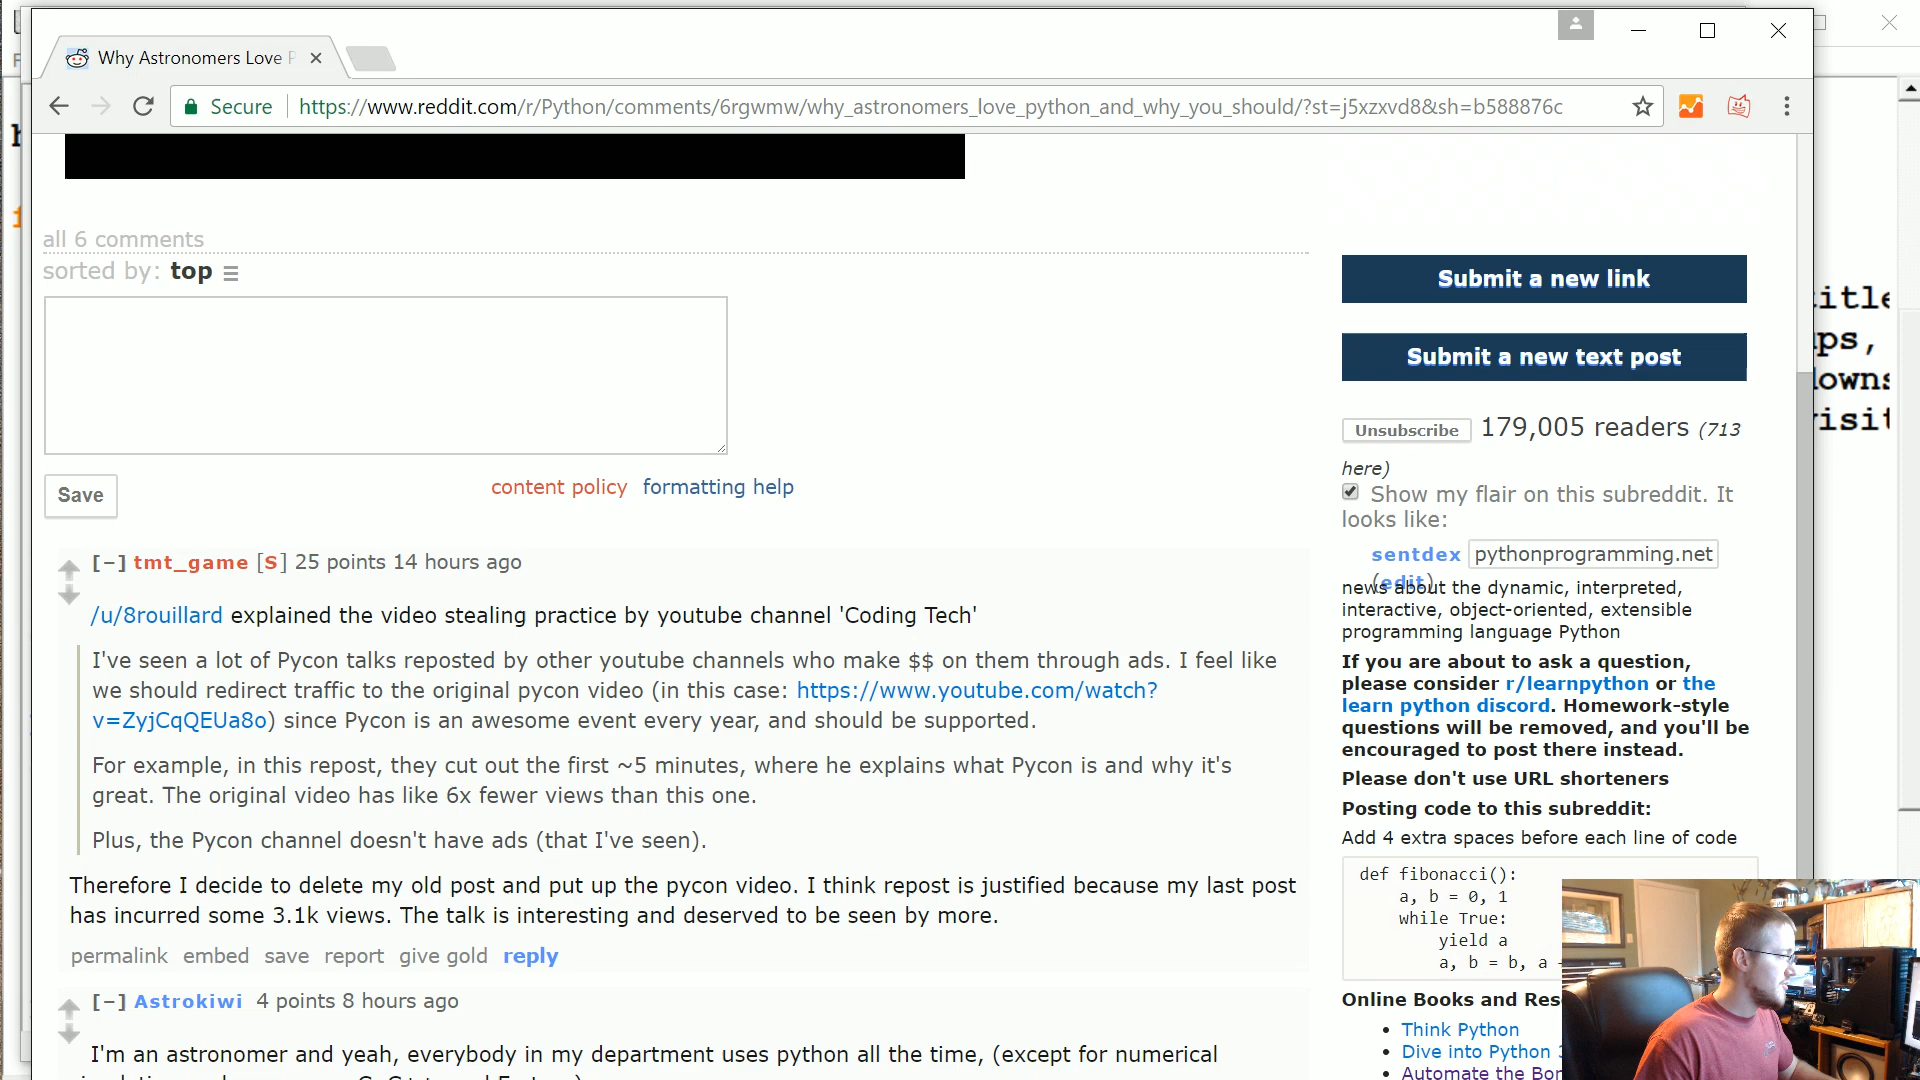 Why Astronomers Love P
Secure
https://www.reddit.com/r/Python/comments/6rgwmw/why_astronomers_love_python_and_why_you_should/?st=j5xzxvd8&sh=b588876c
all 6 comments
sorted by: top
Save
content policy formatting help
[–] tmt_game [S] 25 points 14 hours ago
/u/8rouillard explained the video stealing practice by youtube channel 'Coding Tech'
I've seen a lot of Pycon talks reposted by other youtube channels who make $$ on them through ads. I feel like
we should redirect traffic to the original pycon video (in this case: https://www.youtube.com/watch?
v=ZyjCqQEUa8o) since Pycon is an awesome event every year, and should be supported.
For example, in this repost, they cut out the first ~5 minutes, where he explains what Pycon is and why it's
great. The original video has like 6x fewer views than this one.
Plus, the Pycon channel doesn't have ads (that I've seen).
Therefore I decide to delete my old post and put up the pycon video. I think repost is justified because my last post
has incurred some 3.1k views. The talk is interesting and deserved to be seen by more.
permalink embed save report give gold reply
[–] Astrokiwi 4 points 8 hours ago
I'm an astronomer and yeah, everybody in my department uses python all the time, (except for numerical
Submit a new link
Submit a new text post
Unsubscribe 179,005 readers (713
here)
Show my flair on this subreddit. It
looks like:
sentdex pythonprogramming.net
(edit)
news about the dynamic, interpreted,
interactive, object-oriented, extensible
programming language Python
If you are about to ask a question,
please consider r/learnpython or the
learn python discord. Homework-style
questions will be removed, and you'll be
encouraged to post there instead.
Please don't use URL shorteners
Posting code to this subreddit:
Add 4 extra spaces before each line of code
def fibonacci():
a, b = 0, 1
while True:
yield a
a, b = b, a
Online Books and Res
Think Python
Dive into Python 3
Automate the Bor
title
ps,
owns
visit